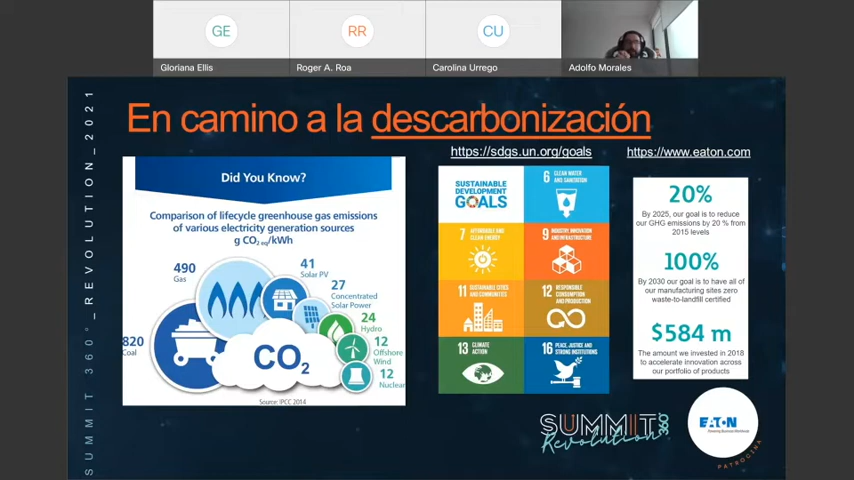 GE
RR
CU
Gloriana Ellis
Roger A. Roa
Carolina Urrego
Adolfo Morales
SUMMIT 360°_REVOLUTION_2021
En camino a la descarbonización
https://sdgs.un.org/goals
https://www.eaton.com
Did You Know?
Comparison of lifecycle greenhouse gas emissions
of various electricity generation sources
g CO2 eq/kWh
490
Gas
41
Solar PV
27
Concentrated
Solar Power
24
Hydro
12
Offshore
Wind
12
Nuclear
820
Coal
CO2
Source: IPCC 2014
SUSTAINABLE
DEVELOPMENT
GOALS
6 CLEAN WATER
AND SANITATION
7 AFFORDABLE AND
CLEAN ENERGY
9 INDUSTRY, INNOVATION
AND INFRASTRUCTURE
11 SUSTAINABLE CITIES
AND COMMUNITIES
12 RESPONSIBLE
CONSUMPTION
AND PRODUCTION
13 CLIMATE
ACTION
16 PEACE, JUSTICE AND
STRONG INSTITUTIONS
20%
By 2025, our goal is to reduce
our GHG emissions by 20 % from
2015 levels
100%
By 2030 our goal is to have all of
our manufacturing sites zero
waste-to-landfill certified
$584 m
The amount we invested in 2018
to accelerate innovation across
our portfolio of products
SUMMIT 360°
Revolution
EATON
Powering Business Worldwide
PATROCINA